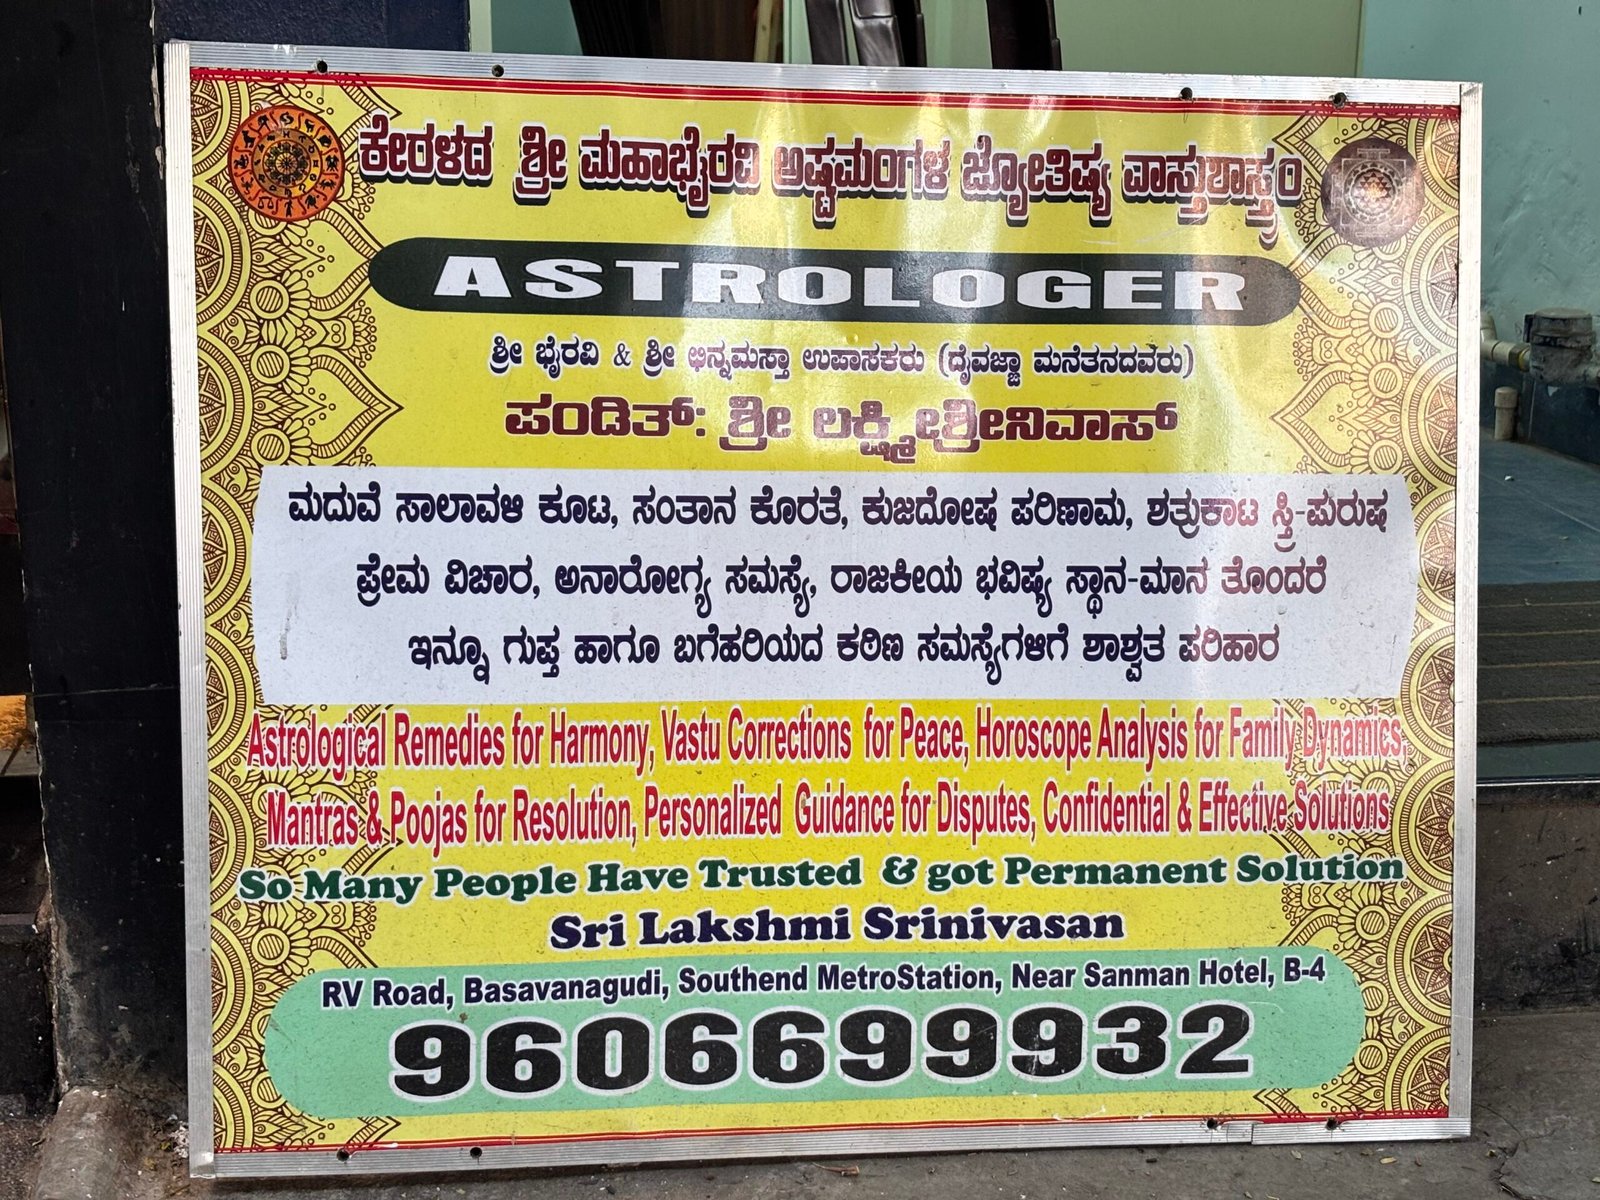 ಕೇರಳದ ಶ್ರೀ ಮಹಾಭೈರವಿ ಅಷ್ಟಮಂಗಳ ಜ್ಯೋತಿಷ್ಯ ವಾಸ್ತುಶಾಸ್ತ್ರಂ
ASTROLOGER
ಶ್ರೀ ಭೈರವಿ & ಶ್ರೀ ಛಿನ್ನಮಸ್ತಾ ಉಪಾಸಕರು (ದೈವಜ್ಞಾ ಮನೆತನದವರು)
ಪಂಡಿತ್: ಶ್ರೀ ಲಕ್ಷ್ಮೀಶ್ರೀನಿವಾಸ್
ಮದುವೆ ಸಾಲಾವಳಿ ಕೂಟ, ಸಂತಾನ ಕೊರತೆ, ಕುಜದೋಷ ಪರಿಣಾಮ, ಶತ್ರುಕಾಟ ಸ್ತ್ರಿ-ಪುರುಷ
ಪ್ರೇಮ ವಿಚಾರ, ಅನಾರೋಗ್ಯ ಸಮಸ್ಯೆ, ರಾಜಕೀಯ ಭವಿಷ್ಯ ಸ್ಥಾನ-ಮಾನ ತೊಂದರೆ
ಇನ್ನೂ ಗುಪ್ತ ಹಾಗೂ ಬಗೆಹರಿಯದ ಕಠಿಣ ಸಮಸ್ಯೆಗಳಿಗೆ ಶಾಶ್ವತ ಪರಿಹಾರ
Astrological Remedies for Harmony, Vastu Corrections for Peace, Horoscope Analysis for Family Dynamics,
Mantras & Poojas for Resolution, Personalized Guidance for Disputes, Confidential & Effective Solutions
So Many People Have Trusted & got Permanent Solution
Sri Lakshmi Srinivasan
RV Road, Basavanagudi, Southend MetroStation, Near Sanman Hotel, B-4
9606699932